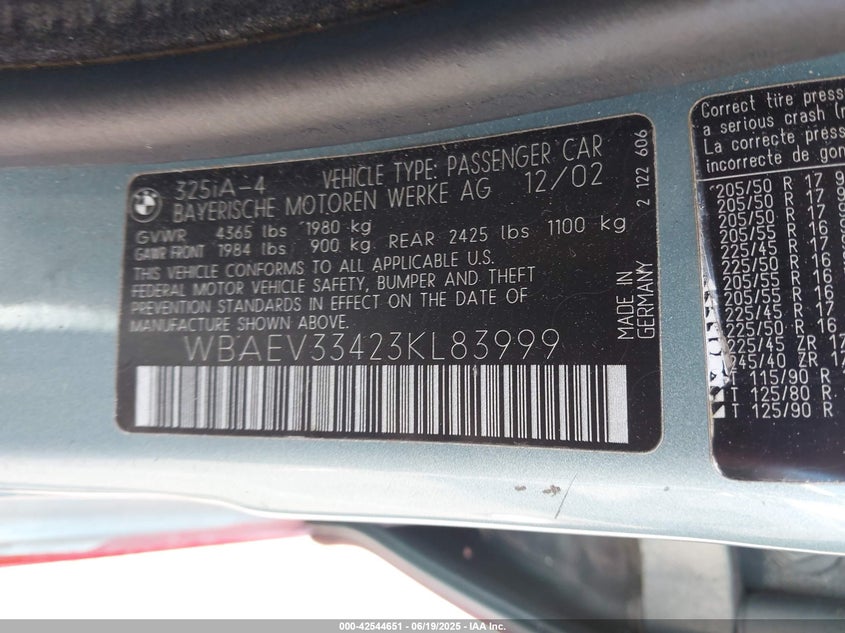 325iA-4 VEHICLE TYPE: PASSENGER CAR
BAYERISCHE MOTOREN WERKE AG 12/02
GVWR 4365 lbs 1980 kg
GAWR FRONT 1984 lbs 900 kg REAR 2425 lbs 1100 kg
THIS VEHICLE CONFORMS TO ALL APPLICABLE U.S.
FEDERAL MOTOR VEHICLE SAFETY, BUMPER AND THEFT
PREVENTION STANDARDS IN EFFECT ON THE DATE OF
MANUFACTURE SHOWN ABOVE.
WBAEV33423KL83999
MADE IN
GERMANY
2 122 606
Correct tire press
a serious crash (r
La correcte press
incorrecte de gon
205/50 R 17 9
205/50 R 17
205/50 R 16
205/55 R 16
225/45 R 17
225/50 R 16
205/55 R 16
205/50 R 17
225/45 R 17
225/50 R 16
225/45 ZR 17
245/40 ZR 17
T 115/90 R
T 125/80 R
T 125/90 R
000-42544651 - 06/19/2025 - IAA Inc.